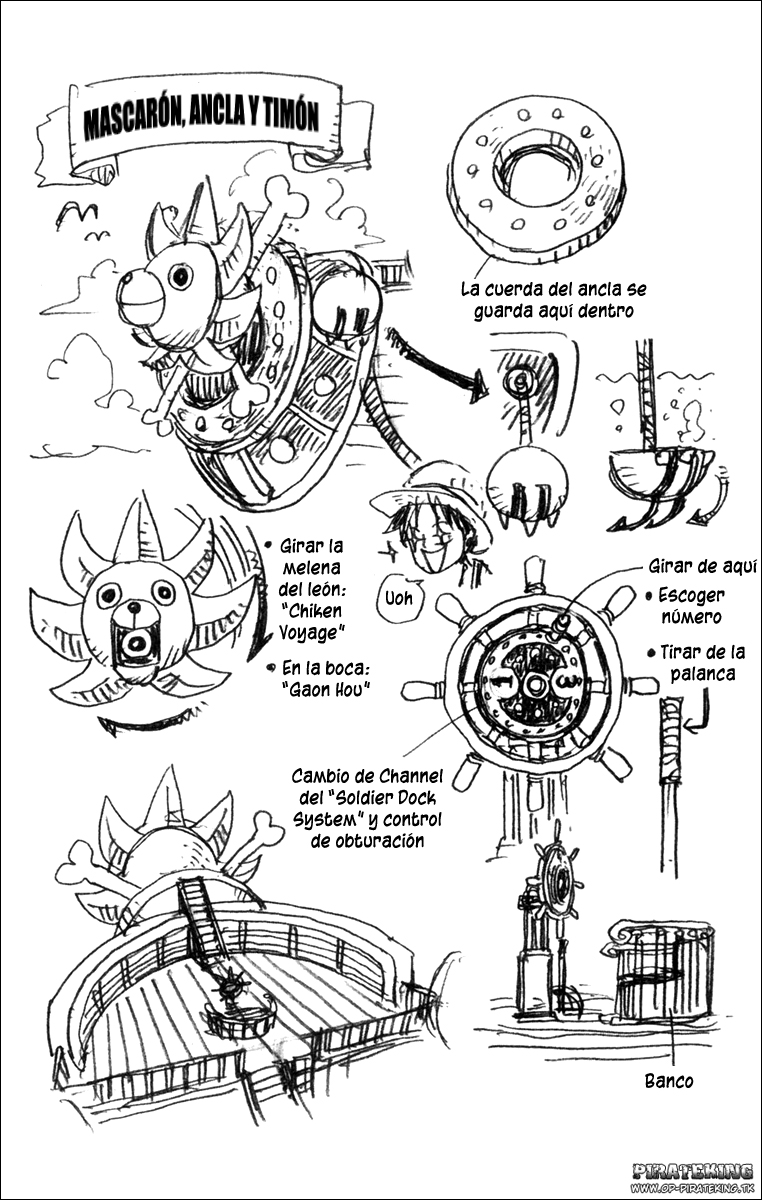 MASCARÓN, ANCLA Y TIMÓN
La cuerda del ancla se
guarda aquí dentro
• Girar la
melena
del león:
"Chiken
Voyage"
• En la boca:
"Gaon Hou"
Uoh
Girar de aquí
• Escoger
número
• Tirar de la
palanca
1
3
Cambio de Channel
del "Soldier Dock
System" y control
de obturación
Banco
PIRATEKING
WWW.OP-PIRATEKING.TK